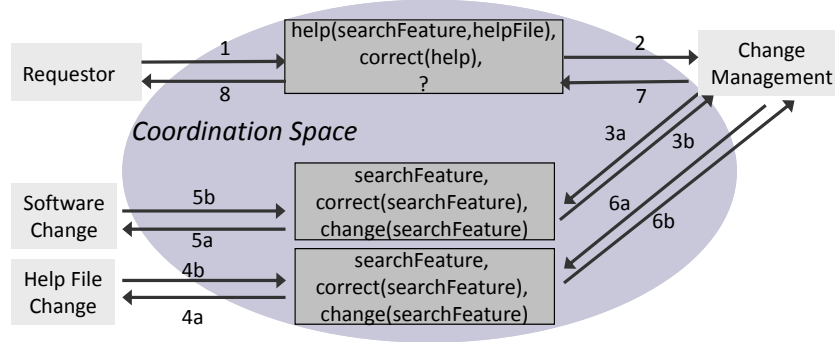 help(searchFeature,helpFile),
correct(help),
?
1
2
Requestor
Change
Management
8
7
Coordination Space
3a
3b
searchFeature,
correct(searchFeature),
change(searchFeature)
Software
Change
5b
5a
6a
6b
searchFeature,
correct(searchFeature),
change(searchFeature)
Help File
Change
4b
4a